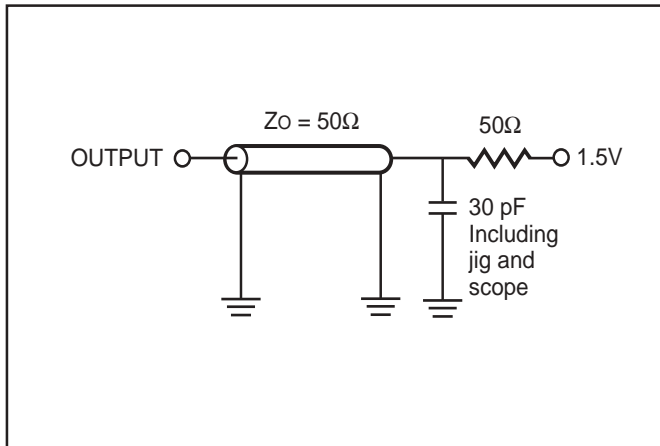 ZO = 50Ω
50Ω
OUTPUT
1.5V
30 pF
Including
jig and
scope